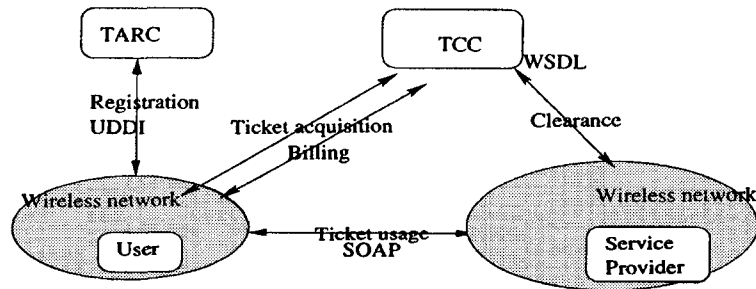 TARC
TCC
WSDL
Registration
UDDI
Ticket acquisition
Billing
Clearance
Wireless network
Wireless network
User
Ticket usage
SOAP
Service
Provider